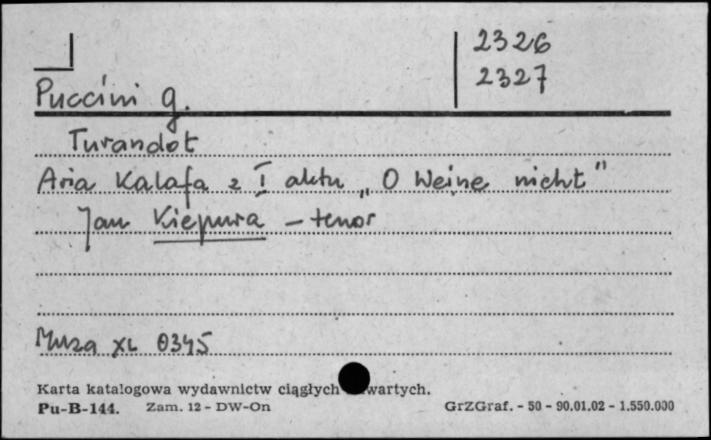 2326
2327
Puccini G.
Turandot
Aria Kalafa z I aktu „O Weine nicht"
Jan Kiepura – tenor
Muza XL 0345
Karta katalogowa wydawnictw ciągłych wartych.
Pu-B-144. Zam. 12 - DW-On GrZGraf. - 50 - 90.01.02 - 1.550.000